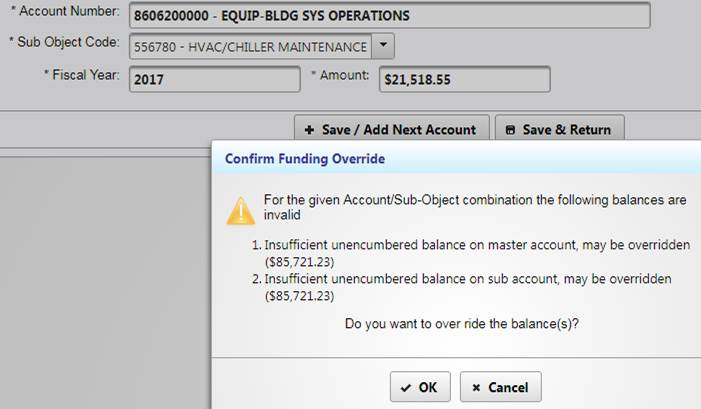 * Account Number: 8606200000 - EQUIP-BLDG SYS OPERATIONS
* Sub Object Code: 556780 - HVAC/CHILLER MAINTENANCE
* Fiscal Year: 2017 * Amount: $21,518.55
Save / Add Next Account Save & Return
Confirm Funding Override
For the given Account/Sub-Object combination the following balances are
invalid
1. Insufficient unencumbered balance on master account, may be overridden
($85,721.23)
2. Insufficient unencumbered balance on sub account, may be overridden
($85,721.23)
Do you want to over ride the balance(s)?
OK Cancel